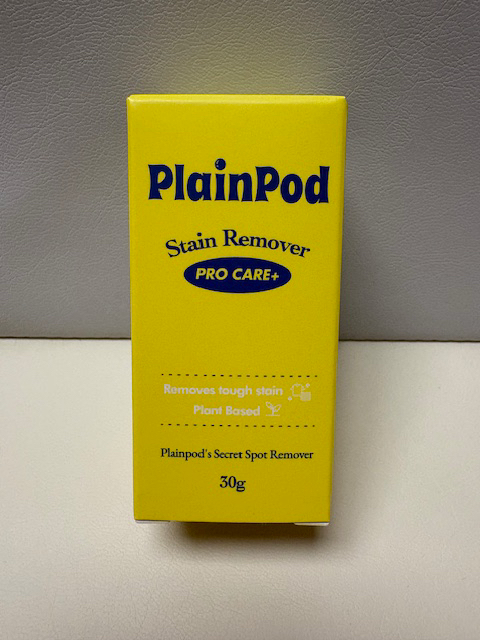 PlainPod
Stain Remover
PRO CARE+
Removes tough stain
Plant Based
Plainpod's Secret Spot Remover
30g